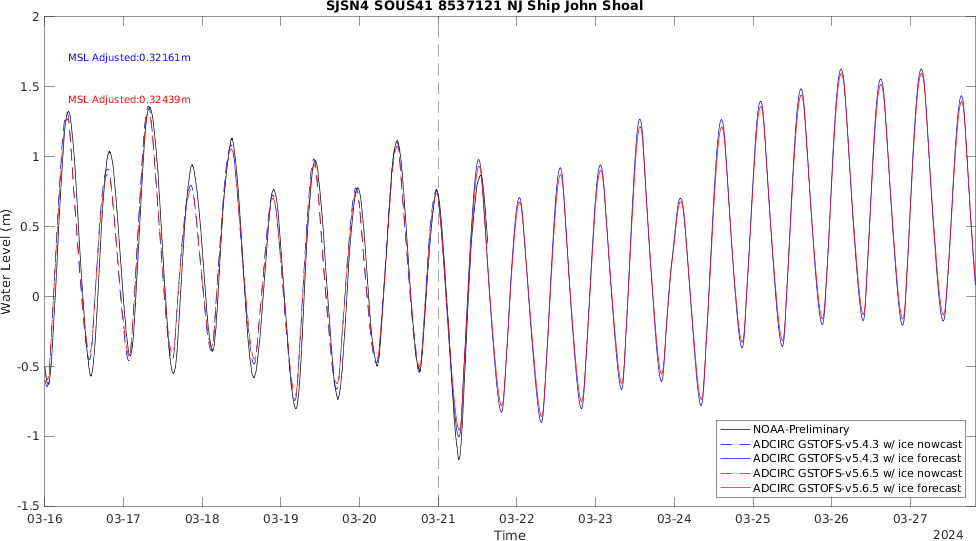 SJSN4 SOUS41 8537121 NJ Ship John Shoal
2
1.5
1
0.5
0
-0.5
-1
-1.5
Water Level (m)
MSL Adjusted:0.32161m
MSL Adjusted:0.32439m
NOAA-Preliminary
ADCIRC GSTOFS-v5.4.3 w/ ice nowcast
ADCIRC GSTOFS-v5.4.3 w/ ice forecast
ADCIRC GSTOFS-v5.6.5 w/ ice nowcast
ADCIRC GSTOFS-v5.6.5 w/ ice forecast
03-16 03-17 03-18 03-19 03-20 03-21 03-22 03-23 03-24 03-25 03-26 03-27
Time
2024